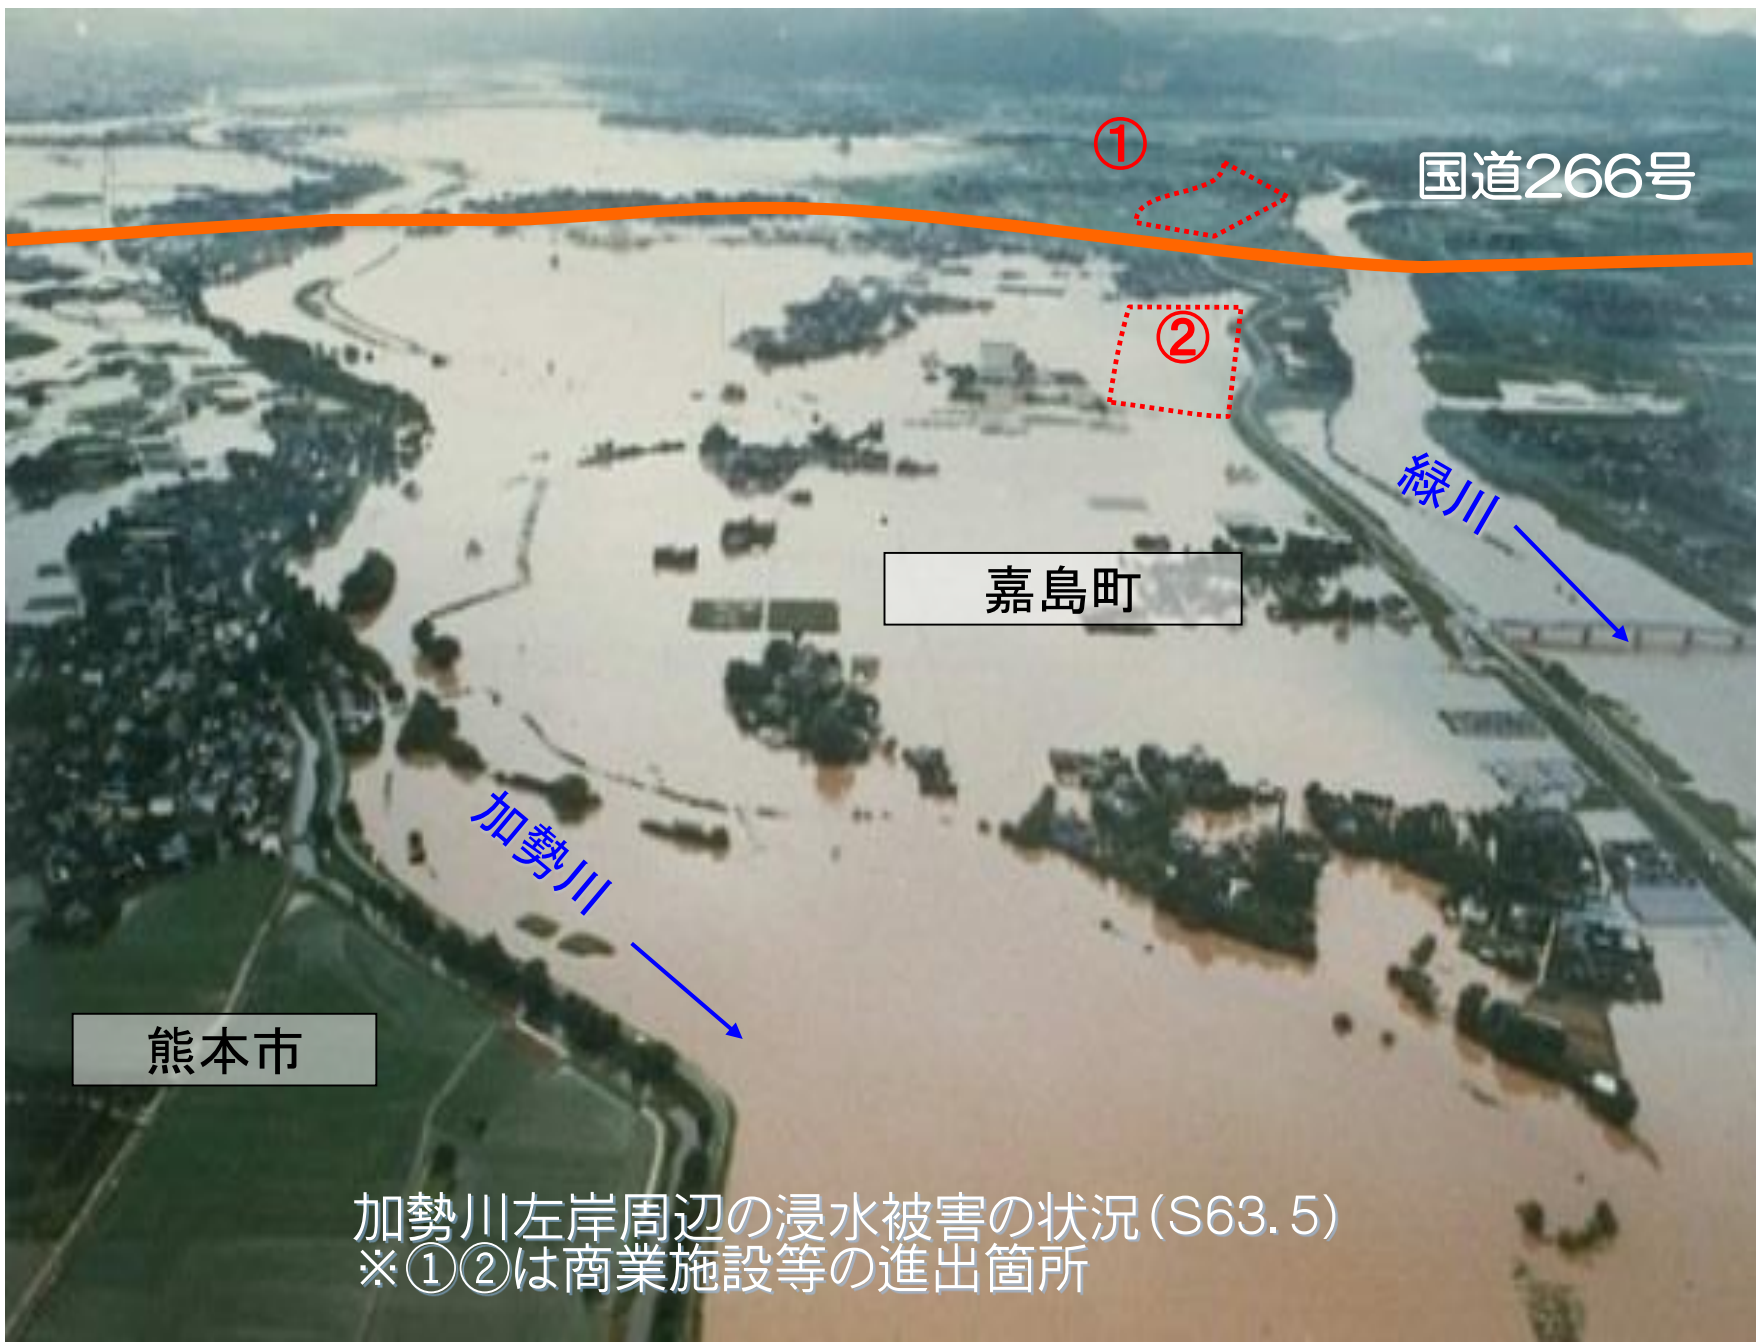 ①
国道266号
②
緑川
嘉島町
加勢川
熊本市
加勢川左岸周辺の浸水被害の状況(S63.5)
※①②は商業施設等の進出箇所